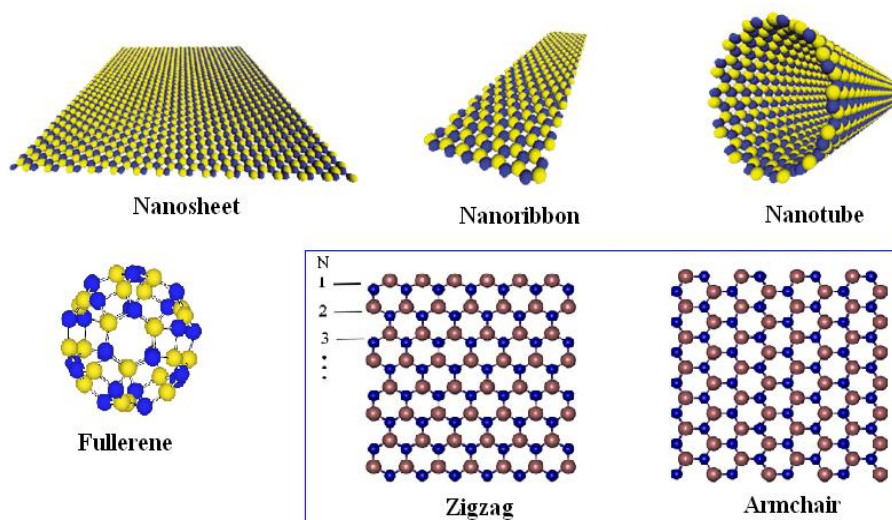 Nanosheet
Nanoribbon
Nanotube
Fullerene
N
1
2
3
Zigzag
Armchair